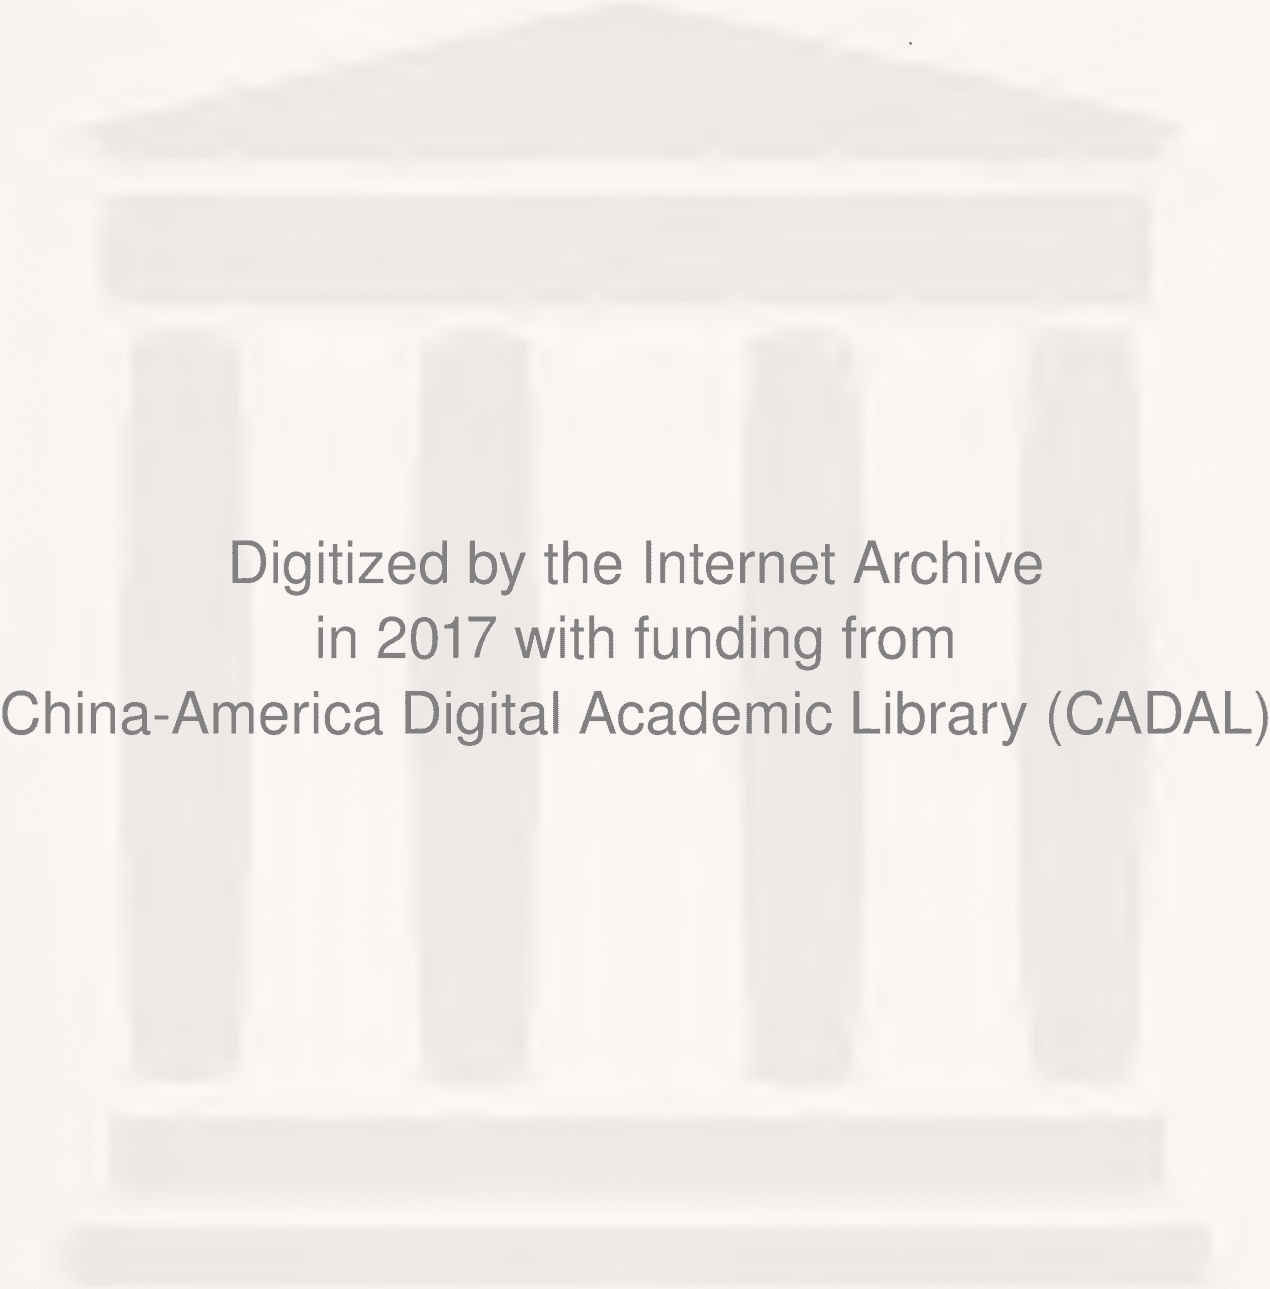 Digitized by the Internet Archive
in 2017 with funding from
China-America Digital Academic Library (CADAL)